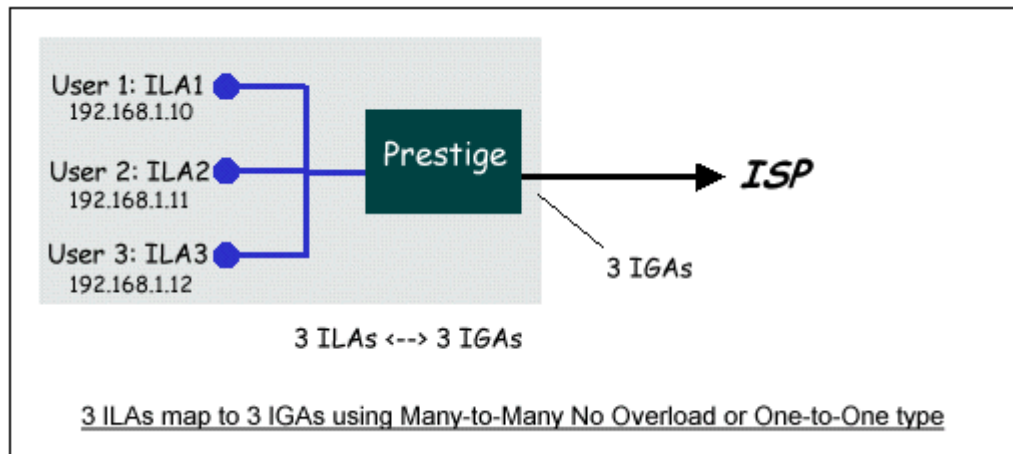 User 1: ILA1
192.168.1.10
User 2: ILA2
192.168.1.11
User 3: ILA3
192.168.1.12
Prestige
ISP
3 IGAs
3 ILAs <--> 3 IGAs
3 ILAs map to 3 IGAs using Many-to-Many No Overload or One-to-One type